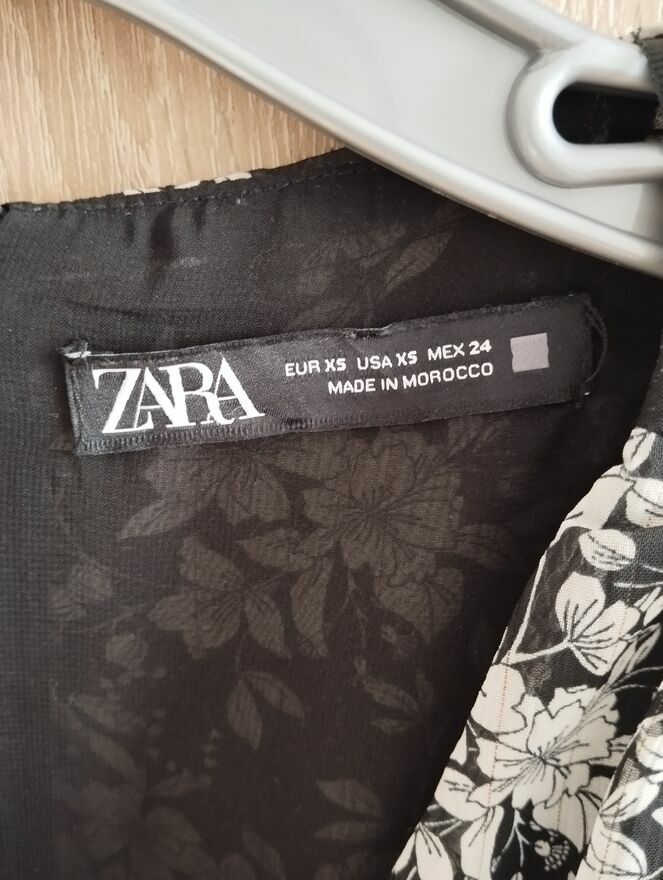 ZARA
EUR XS USA XS MEX 24
MADE IN MOROCCO